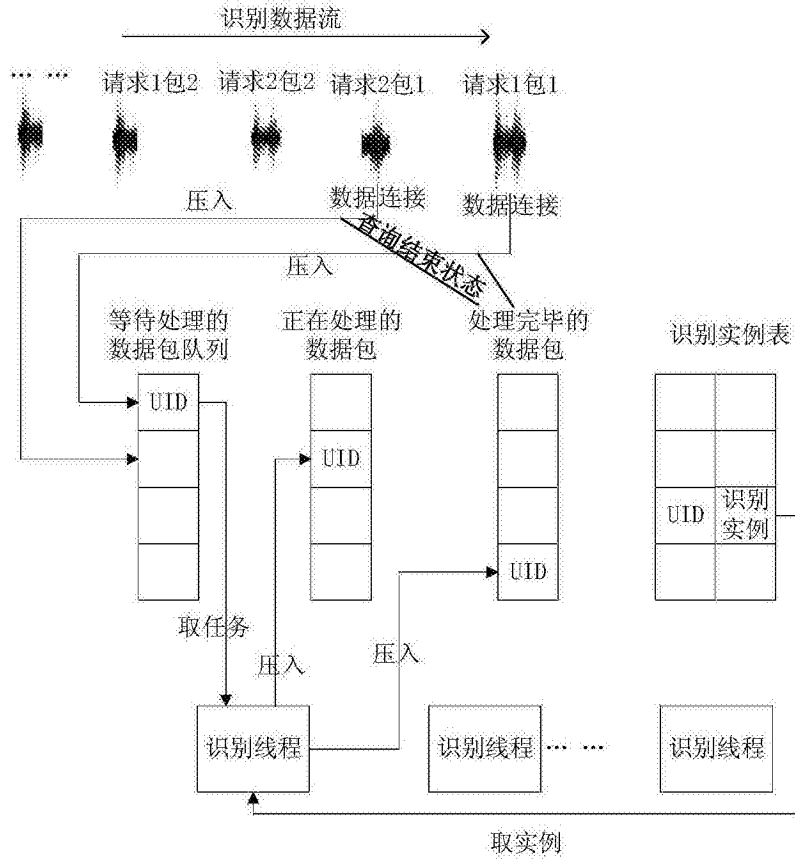 识别数据流
… … 请求1包2 请求2包2 请求2包1 请求1包1
压入 数据连接 数据连接
查询结束状态
压入
等待处理的
数据包队列
正在处理的
数据包
处理完毕的
数据包
识别实例表
UID
UID
UID 识别
实例
UID
取任务
压入
压入
识别线程 识别线程 … … 识别线程
取实例